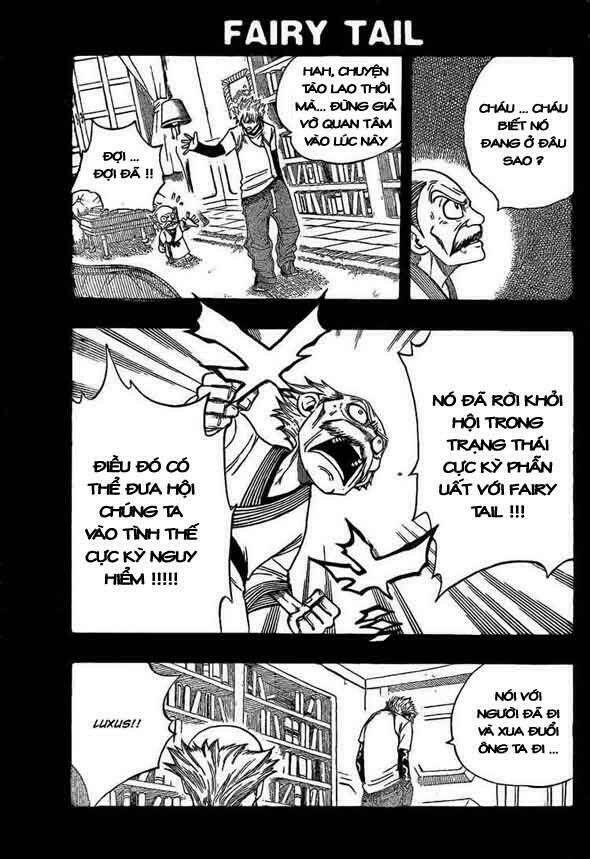 FAIRY TAIL
CHÁU ... CHÁU
BIẾT NÓ
ĐANG Ở ĐÂU
SAO ?
HAH, CHUYỆN
TÀO LAO THÔI
MÀ... ĐỪNG GIẢ
VỜ QUAN TÂM
VÀO LÚC NÀY
ĐỢI ...
ĐỢI ĐÃ !!
NÓ ĐÃ RỜI KHỎI
HỘI TRONG
TRẠNG THÁI
CỰC KỲ PHẪN
UẤT VỚI FAIRY
TAIL !!!
ĐIỀU ĐÓ CÓ
THỂ ĐƯA HỘI
CHÚNG TA
VÀO TÌNH THẾ
CỰC KỲ NGUY
HIỂM !!!!!
NÓI VỚI
NGƯỜI ĐÃ ĐI
VÀ XUA ĐUỔI
ÔNG TA ĐI ...
LUXUS!!